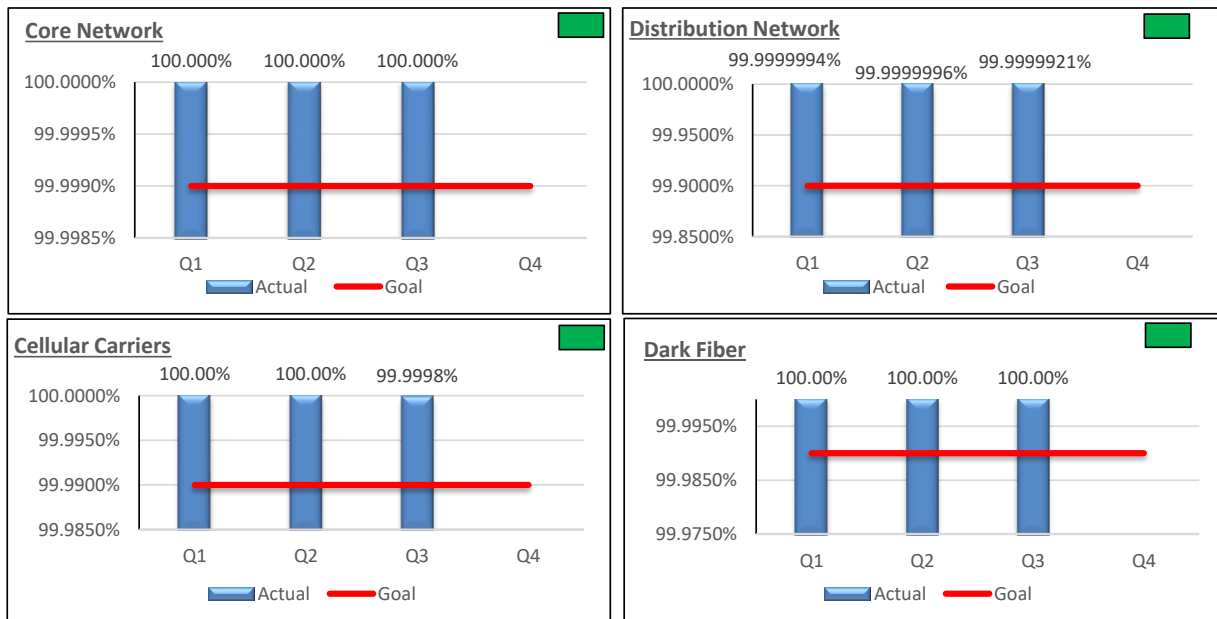 Core Network
100.000% 100.000% 100.000%
100.0000%
99.9995%
99.9990%
99.9985%
Q1 Q2 Q3 Q4
Actual Goal
Distribution Network
99.9999994% 99.9999996% 99.9999921%
100.0000%
99.9500%
99.9000%
99.8500%
Q1 Q2 Q3 Q4
Actual Goal
Cellular Carriers
100.00% 100.00% 99.9998%
100.0000%
99.9950%
99.9900%
99.9850%
Q1 Q2 Q3 Q4
Actual Goal
Dark Fiber
100.00% 100.00% 100.00%
99.9950%
99.9850%
99.9750%
Q1 Q2 Q3 Q4
Actual Goal